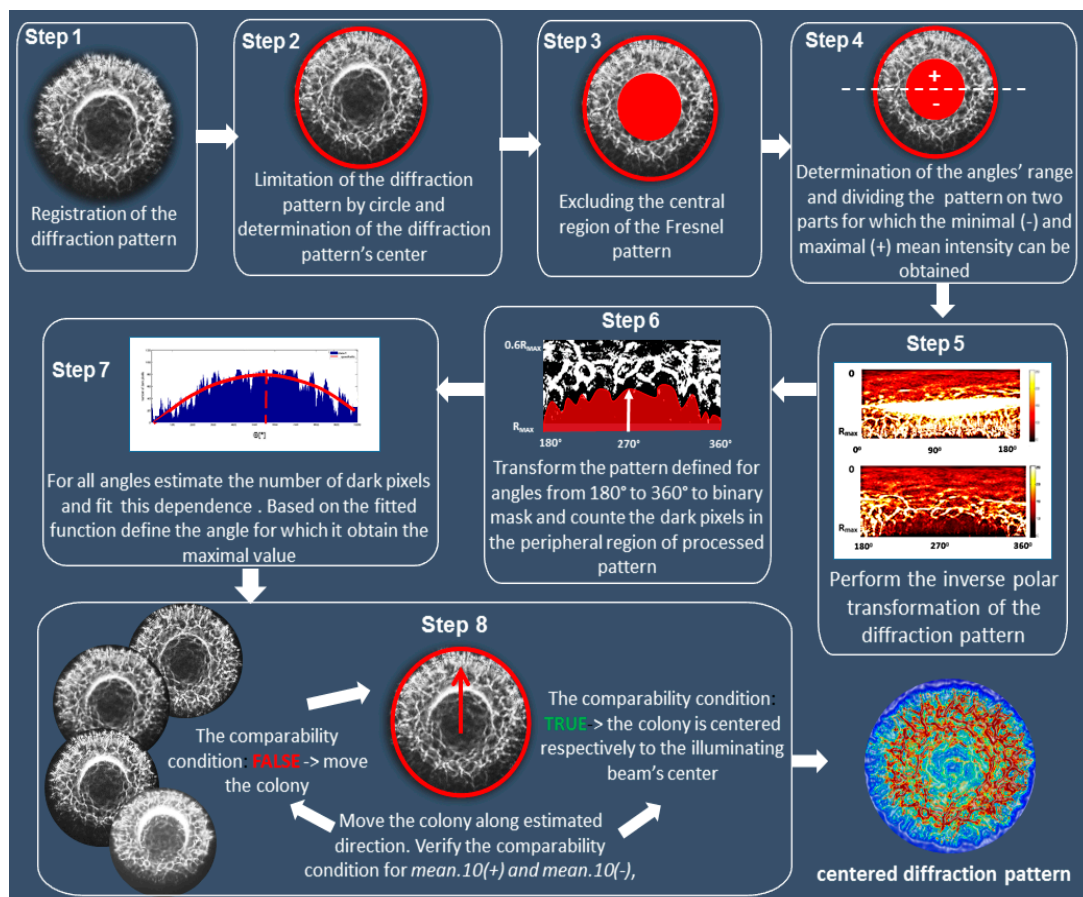 Step 1
Registration of the
diffraction pattern
Step 2
Limitation of the diffraction
pattern by circle and
determination of the diffraction
pattern's center
Step 3
Excluding the central
region of the Fresnel
pattern
Step 4
+
-
Determination of the angles' range
and dividing the pattern on two
parts for which the minimal (-) and
maximal (+) mean intensity can be
obtained
Step 5
0
Rmax
0° 90° 180°
0
Rmax
180° 270° 360°
Perform the inverse polar
transformation of the
diffraction pattern
Step 6
0.6RMAX
RMAX
180° 270° 360°
Transform the pattern defined for
angles from 180° to 360° to binary
mask and counte the dark pixels in
the peripheral region of processed
pattern
Step 7
Θ[°]
For all angles estimate the number of dark pixels
and fit this dependence . Based on the fitted
function define the angle for which it obtain the
maximal value
Step 8
The comparability
condition: FALSE -> move
the colony
The comparability condition:
TRUE-> the colony is centered
respectively to the illuminating
beam's center
Move the colony along estimated
direction. Verify the comparability
condition for mean.10(+) and mean.10(-),
centered diffraction pattern